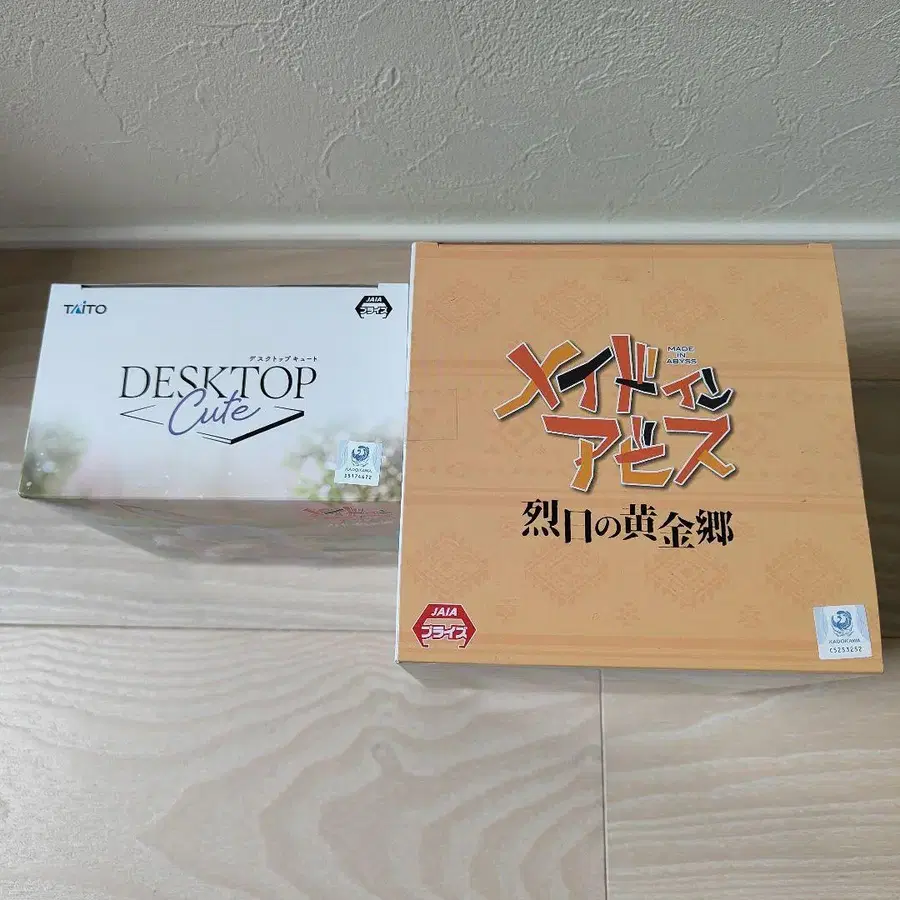 TAITO
JAIA
プライズ
デスクトップキュート
DESKTOP
Cute
KADOKAWA
MADE
IN
ABYSS
メイドイン
アビス
烈日の黄金郷
JAIA
プライズ
KADOKAWA
C5233232